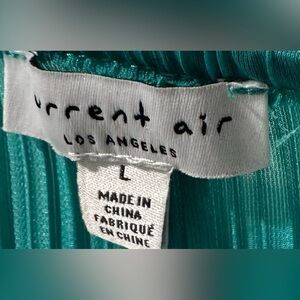 urrent air
LOS ANGELES
L
MADE IN
CHINA
FABRIQUÉ
EN CHINE